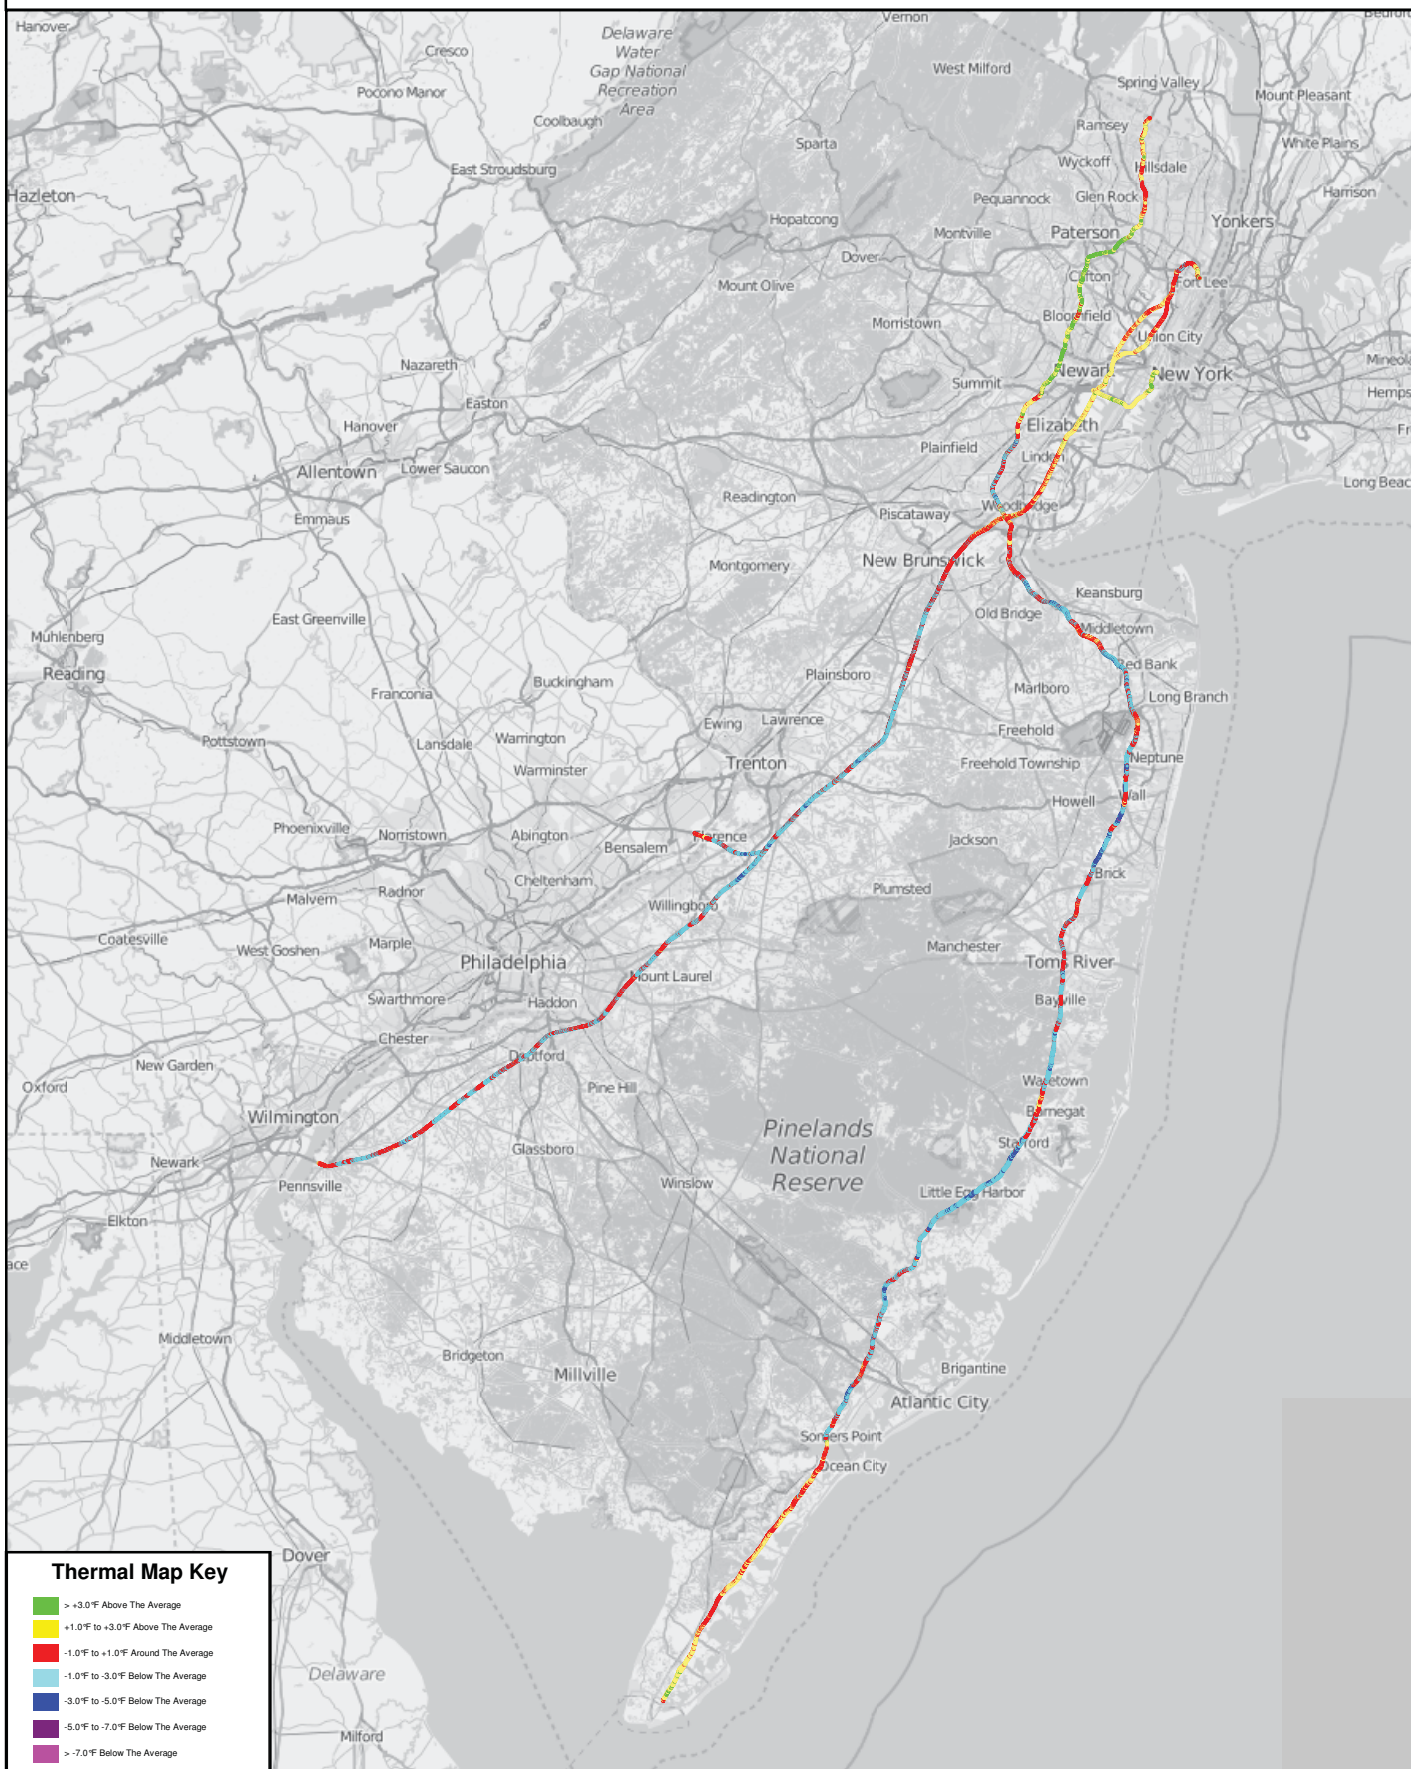 Hanover
Vernon
Bedford
Delaware
Water
Gap National
Recreation
Area
Cresco
West Milford
Spring Valley
Pocono Manor
Mount Pleasant
Coolbaugh
Ramsey
Sparta
White Plains
Wyckoff
Hillsdale
East Stroudsburg
Hazleton
Pequannock
Glen Rock
Harrison
Hopatcong
Yonkers
Montville
Paterson
Dover
Clifton
Fort Lee
Mount Olive
Bloomfield
Morristown
Union City
Nazareth
Mineola
Newark
New York
Summit
Hemps
Easton
Hanover
Elizabeth
Fr
Plainfield
Linden
Allentown
Lower Saucon
Long Beac
Readington
Woodbridge
Piscataway
Emmaus
New Brunswick
Montgomery
Keansburg
East Greenville
Old Bridge
Middletown
Muhlenberg
Red Bank
Reading
Plainsboro
Buckingham
Marlboro
Franconia
Long Branch
Ewing
Lawrence
Freehold
Pottstown
Lansdale
Warrington
Neptune
Trenton
Freehold Township
Warminster
Howell
Wall
Phoenixville
Norristown
Abington
Florence
Jackson
Bensalem
Brick
Cheltenham
Radnor
Plumsted
Malvern
Willingboro
Coatesville
West Goshen
Marple
Manchester
Philadelphia
Toms River
Mount Laurel
Swarthmore
Haddon
Bayville
Chester
Deptford
New Garden
Waretown
Oxford
Pine Hill
Wilmington
Barnegat
Pinelands
National
Reserve
Stafford
Glassboro
Newark
Winslow
Pennsville
Little Egg Harbor
Elkton
ace
Middletown
Bridgeton
Brigantine
Millville
Atlantic City
Somers Point
Ocean City
Dover
Delaware
Milford
Thermal Map Key
> +3.0°F Above The Average
+1.0°F to +3.0°F Above The Average
-1.0°F to +1.0°F Around The Average
-1.0°F to -3.0°F Below The Average
-3.0°F to -5.0°F Below The Average
-5.0°F to -7.0°F Below The Average
> -7.0°F Below The Average